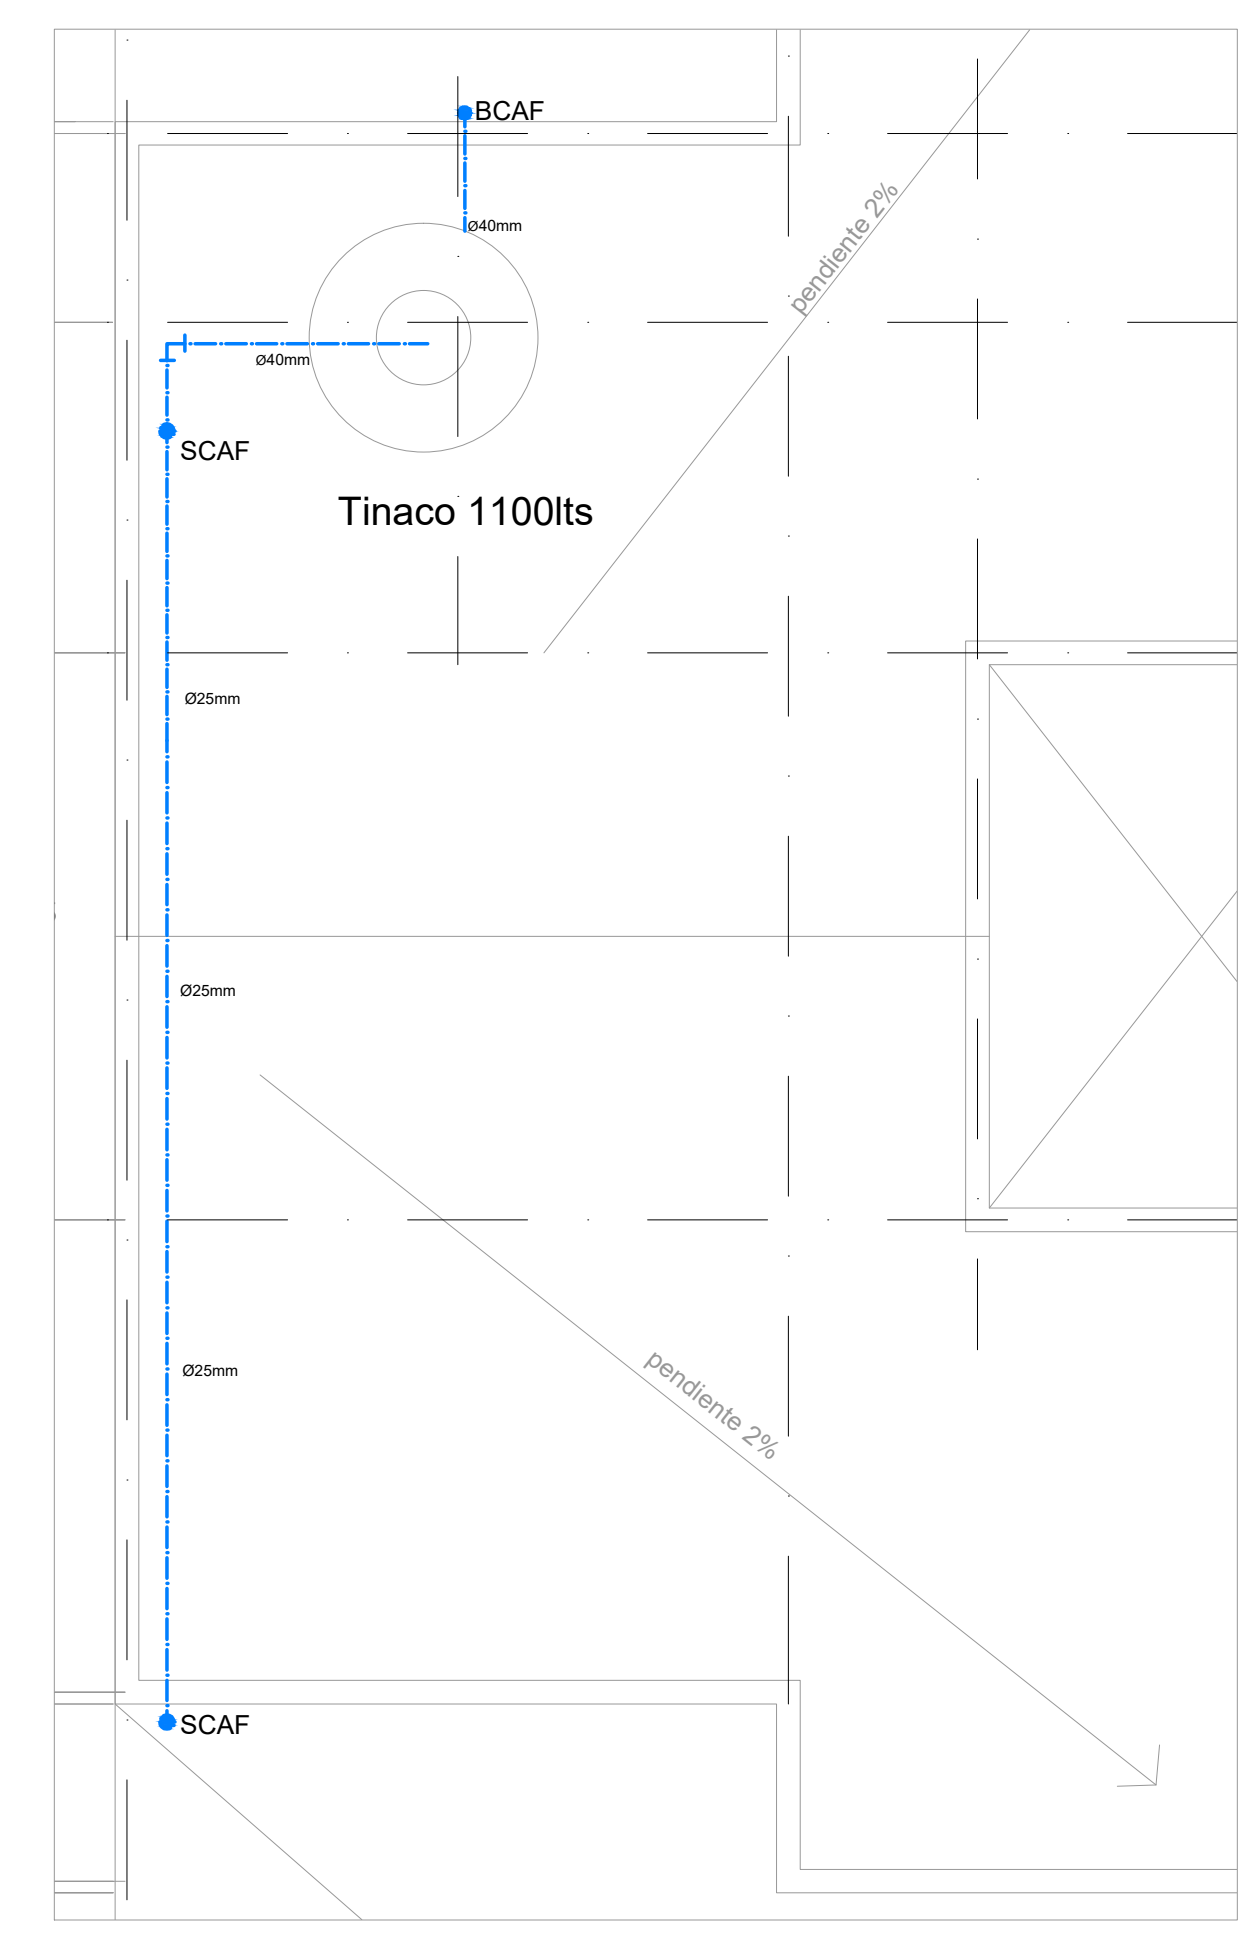 BCAF
Ø40mm
pendiente 2%
Ø40mm
SCAF
Tinaco 1100lts
Ø25mm
Ø25mm
Ø25mm
pendiente 2%
SCAF